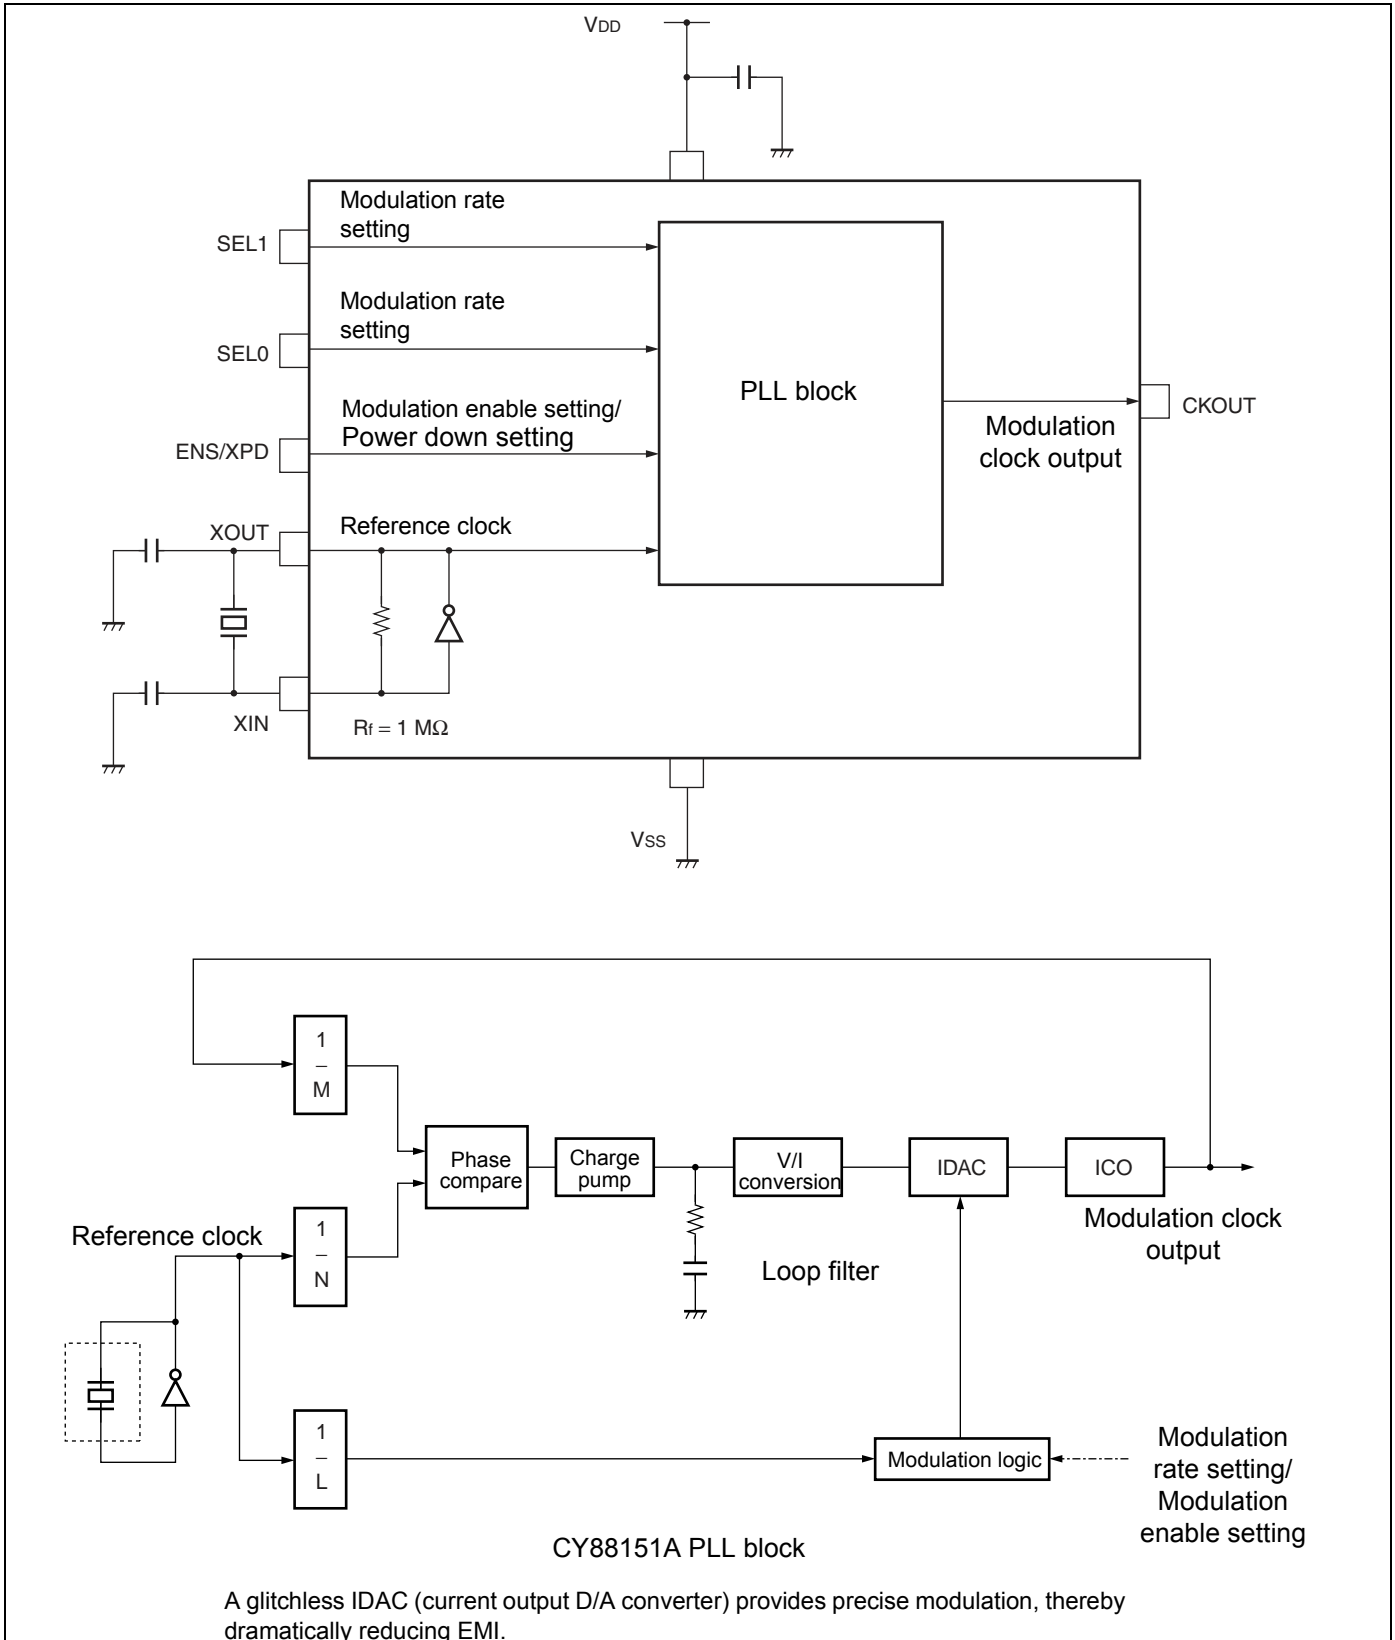 VDD
Modulation rate
setting
SEL1
Modulation rate
setting
SEL0
PLL block
Modulation enable setting/
Power down setting
ENS/XPD
CKOUT
Modulation
clock output
XOUT
Reference clock
XIN
Rf = 1 MΩ
VSS
1
–
M
Phase
compare
Charge
pump
V/I
conversion
IDAC
ICO
Reference clock
1
–
N
Modulation clock
output
Loop filter
1
–
L
Modulation logic
Modulation
rate setting/
Modulation
enable setting
CY88151A PLL block
A glitchless IDAC (current output D/A converter) provides precise modulation, thereby
dramatically reducing EMI.